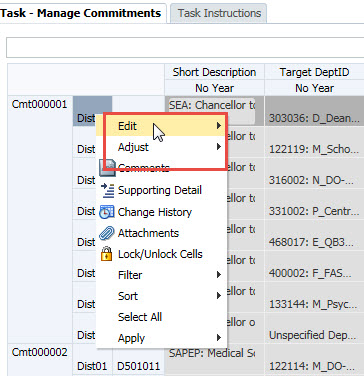 Task - Manage Commitments Task Instructions
Short Description Target DeptID
No Year No Year
Cmt000001 Dist SEA: Chancellor to 303036: D_Dean...
Edit
Dist Adjust ellor to 122119: M_Scho...
Comments
Dist Supporting Detail ellor to 316002: N_DO-...
Dist Change History ellor to 331002: P_Centr...
Dist Attachments ellor to 468017: E_QB3...
Dist Lock/Unlock Cells ellor to 400002: F_FAS...
Filter
Dist Sort ellor to 133144: M_Psyc...
Select All
Dist ellor o Unspecified Dep...
Apply
Cmt000002 Dist01 D501011 SAPEP: Medical Sc 122114: M_DO-...